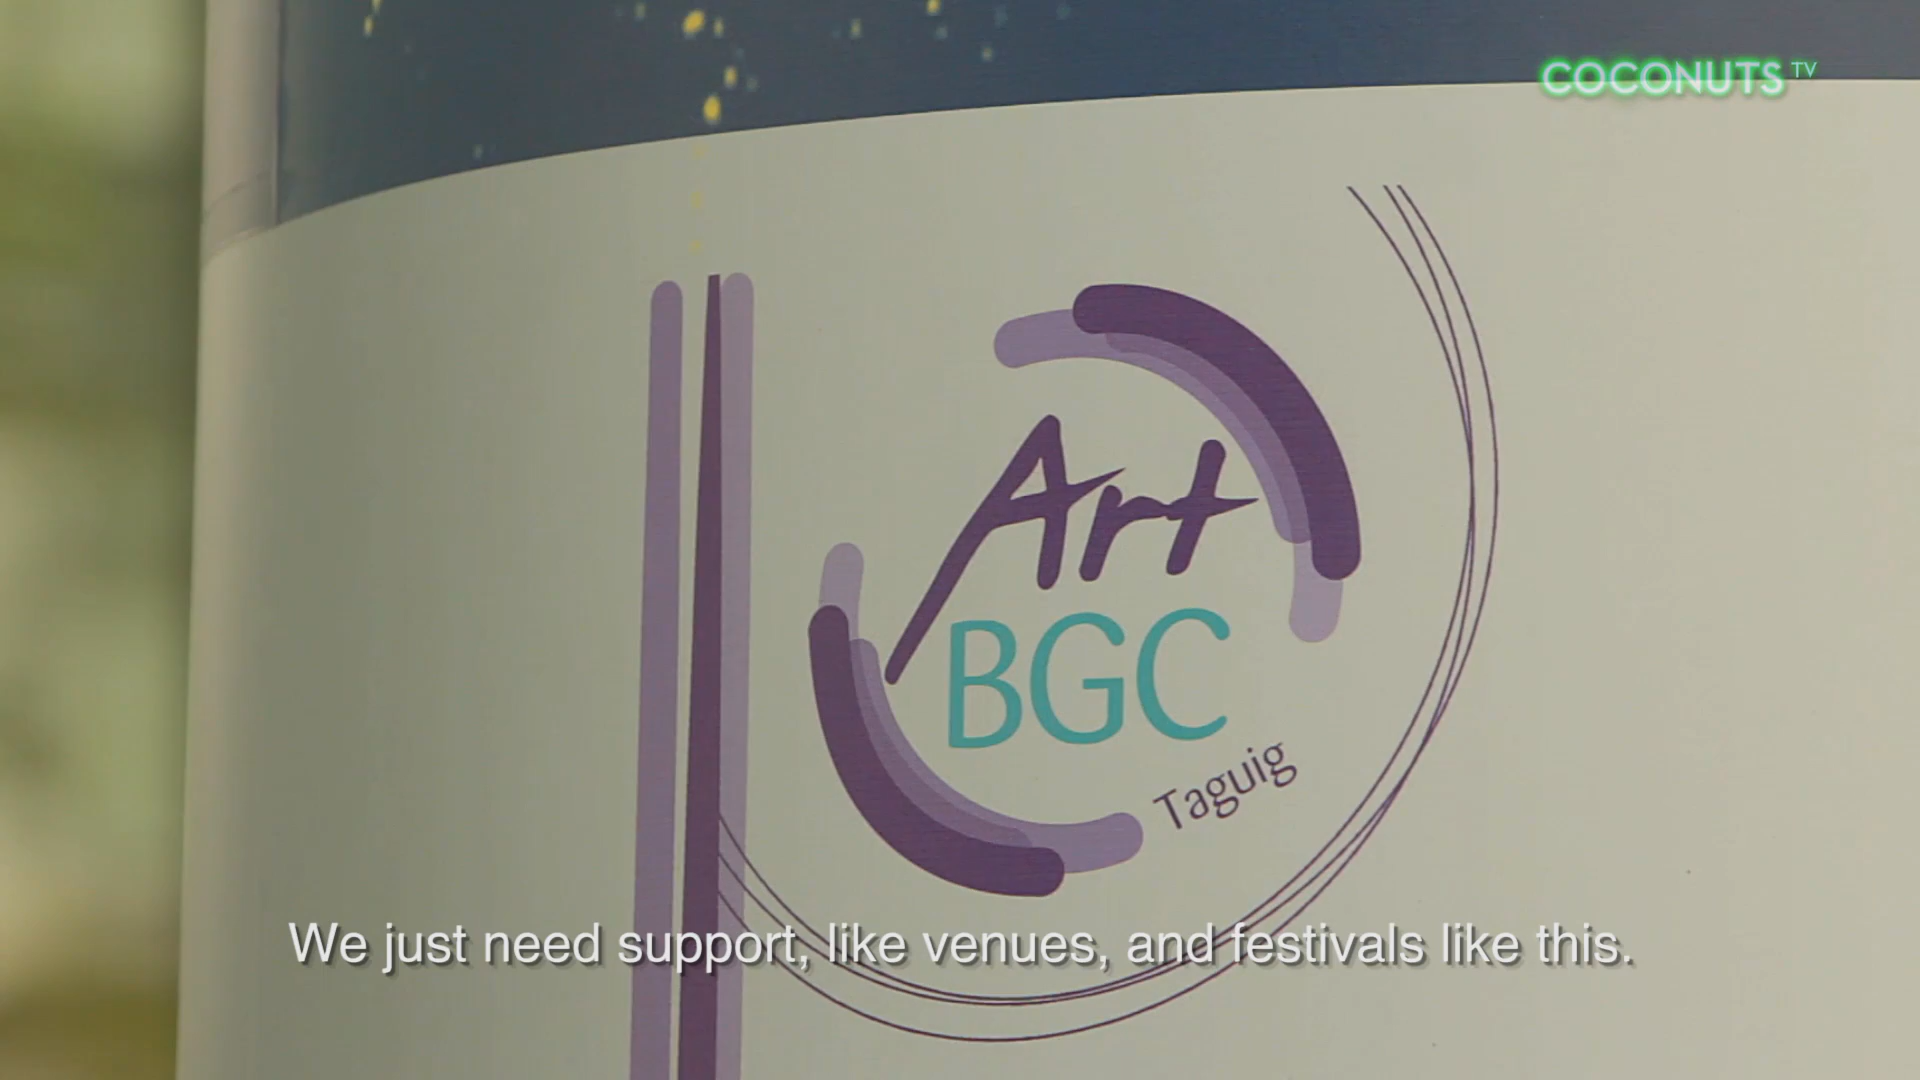 COCONUTS TV
Art
BGC
Taguig
We just need support, like venues, and festivals like this.